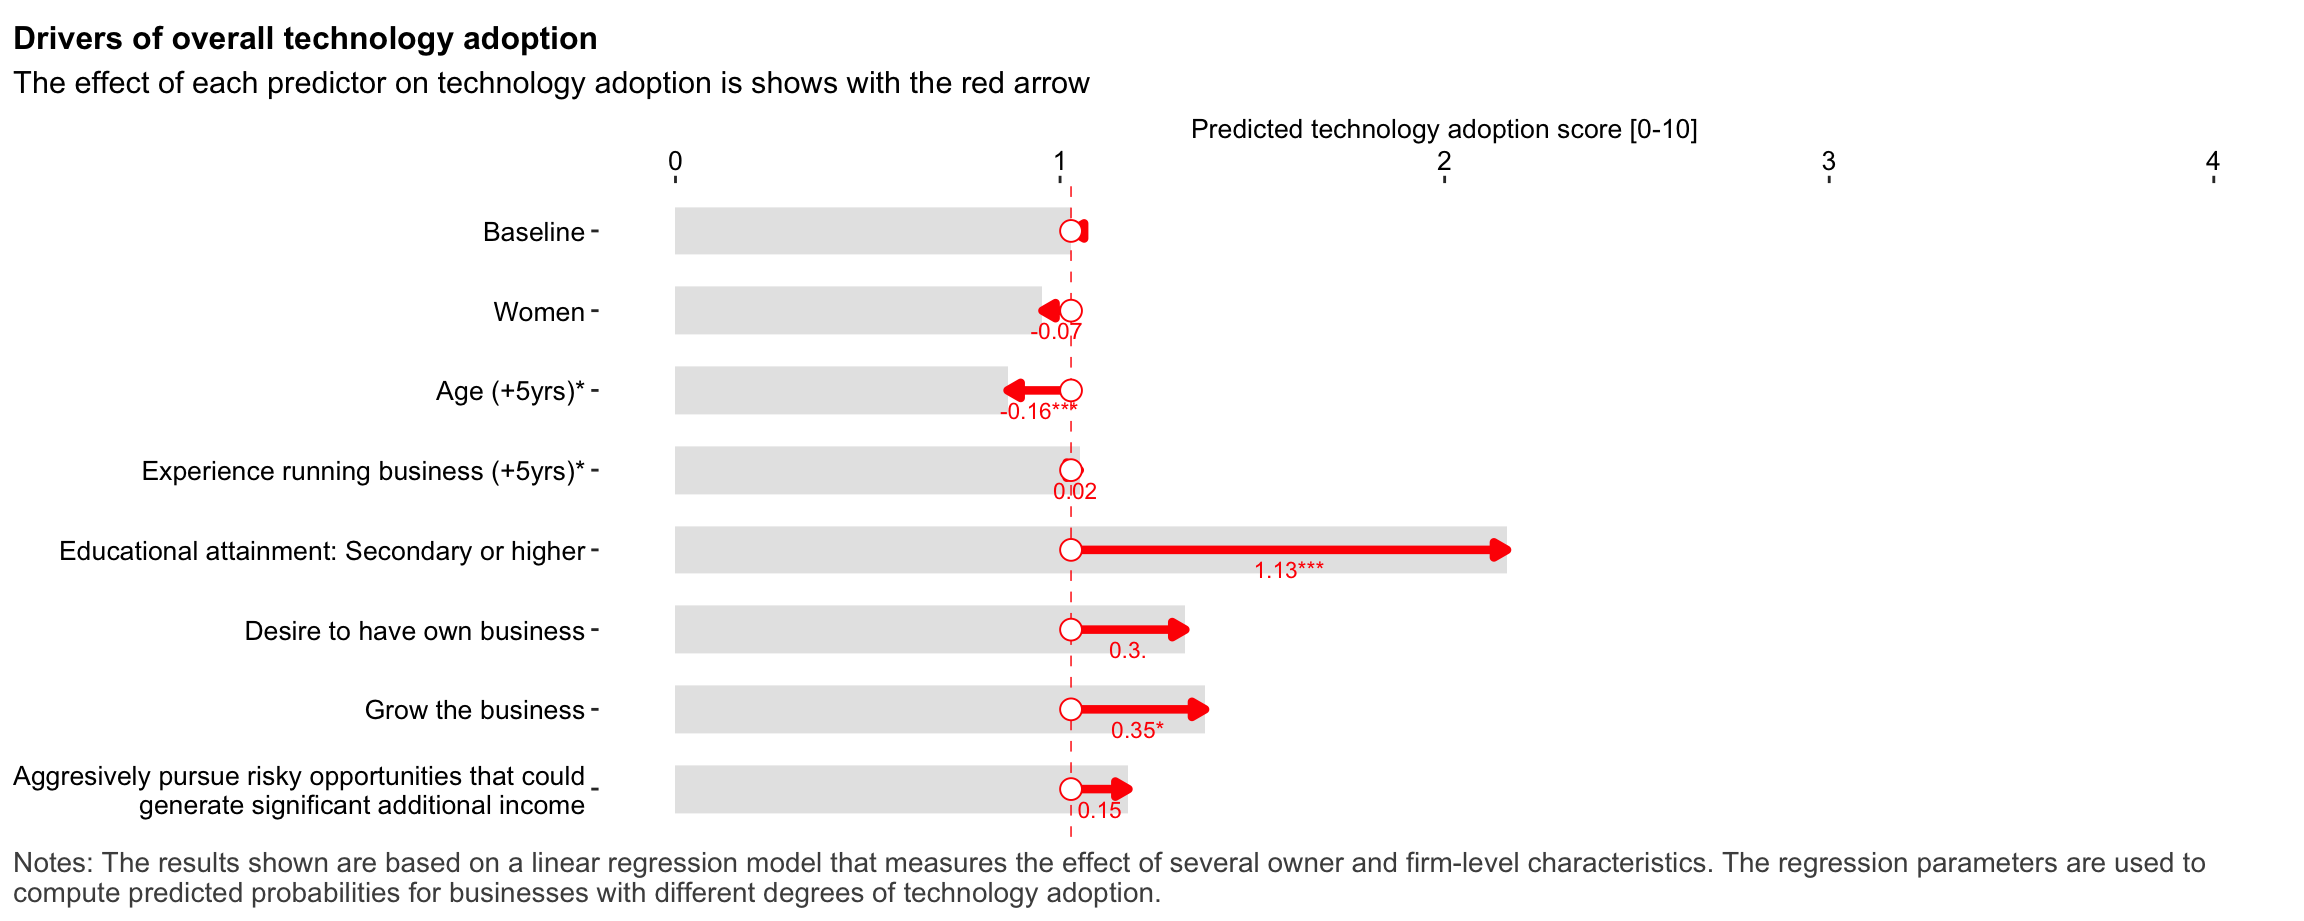 Drivers of overall technology adoption
The effect of each predictor on technology adoption is shows with the red arrow
Predicted technology adoption score [0-10]
0 1 2 3 4
Baseline
Women
-0.07
Age (+5yrs)*
-0.16***
Experience running business (+5yrs)*
0.02
Educational attainment: Secondary or higher
1.13***
Desire to have own business
0.3.
Grow the business
0.35*
Aggresively pursue risky opportunities that could
generate significant additional income
0.15
Notes: The results shown are based on a linear regression model that measures the effect of several owner and firm-level characteristics. The regression parameters are used to
compute predicted probabilities for businesses with different degrees of technology adoption.